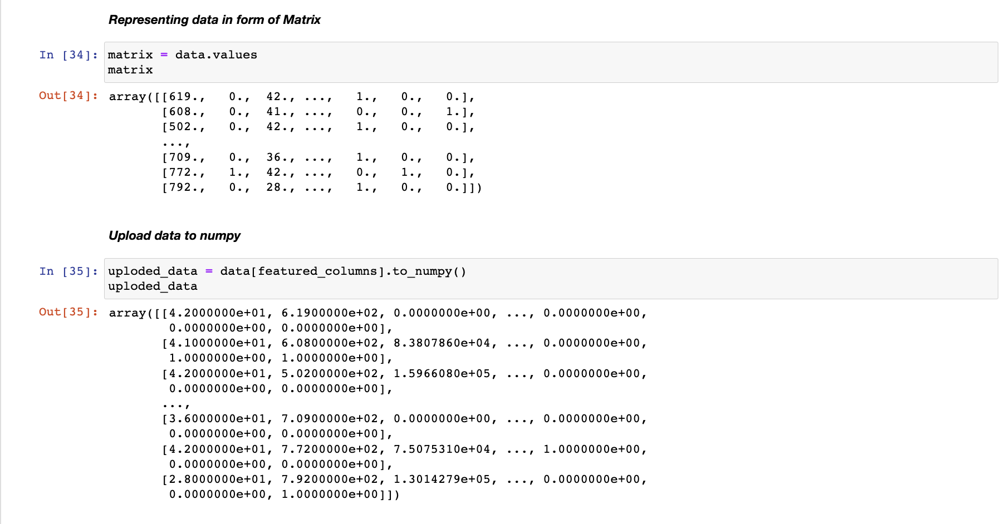 Representing data in form of Matrix
In [34]: matrix = data.values
matrix
Out[34]: array([[619.,   0.,  42., ...,   1.,   0.,   0.],
[608.,   0.,  41., ...,   0.,   0.,   1.],
[502.,   0.,  42., ...,   1.,   0.,   0.],
...,
[709.,   0.,  36., ...,   1.,   0.,   0.],
[772.,   1.,  42., ...,   0.,   1.,   0.],
[792.,   0.,  28., ...,   1.,   0.,   0.]])
Upload data to numpy
In [35]: uploded_data = data[featured_columns].to_numpy()
uploded_data
Out[35]: array([[4.2000000e+01, 6.1900000e+02, 0.0000000e+00, ..., 0.0000000e+00,
0.0000000e+00, 0.0000000e+00],
[4.1000000e+01, 6.0800000e+02, 8.3807860e+04, ..., 0.0000000e+00,
1.0000000e+00, 1.0000000e+00],
[4.2000000e+01, 5.0200000e+02, 1.5966080e+05, ..., 0.0000000e+00,
0.0000000e+00, 0.0000000e+00],
...,
[3.6000000e+01, 7.0900000e+02, 0.0000000e+00, ..., 0.0000000e+00,
0.0000000e+00, 0.0000000e+00],
[4.2000000e+01, 7.7200000e+02, 7.5075310e+04, ..., 1.0000000e+00,
0.0000000e+00, 0.0000000e+00],
[2.8000000e+01, 7.9200000e+02, 1.3014279e+05, ..., 0.0000000e+00,
0.0000000e+00, 1.0000000e+00]])